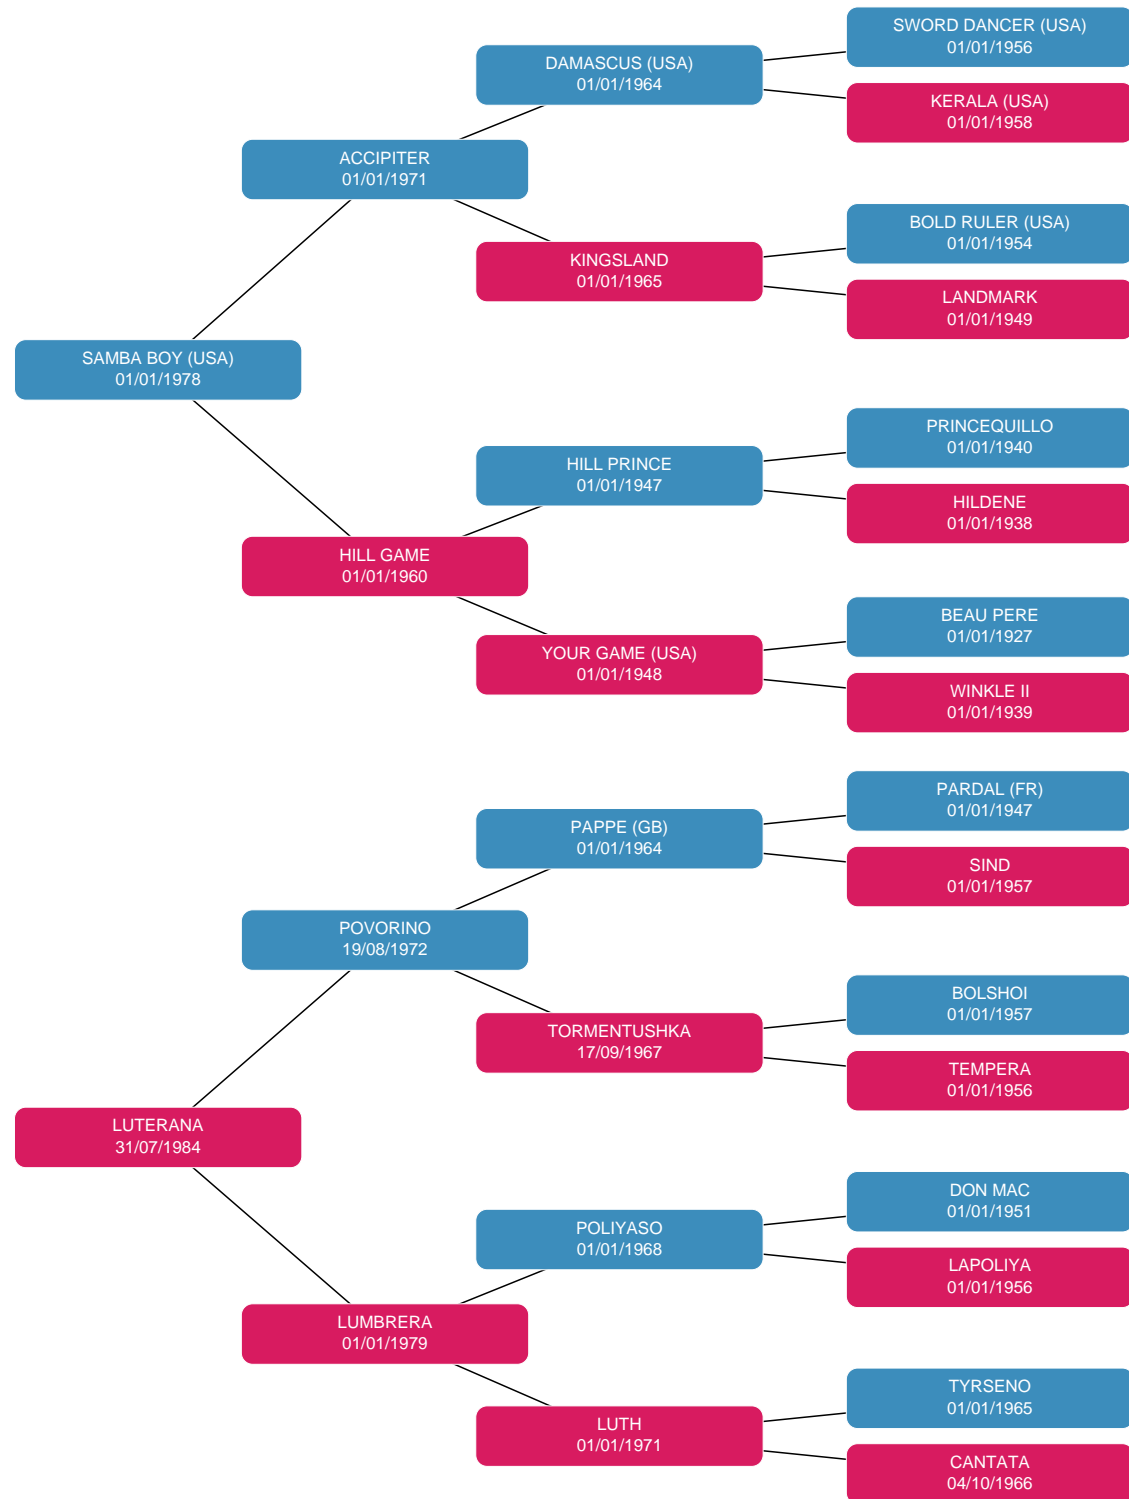 SWORD DANCER (USA)
01/01/1956
DAMASCUS (USA)
01/01/1964
KERALA (USA)
01/01/1958
ACCIPITER
01/01/1971
BOLD RULER (USA)
01/01/1954
KINGSLAND
01/01/1965
LANDMARK
01/01/1949
SAMBA BOY (USA)
01/01/1978
PRINCEQUILLO
01/01/1940
HILL PRINCE
01/01/1947
HILDENE
01/01/1938
HILL GAME
01/01/1960
BEAU PERE
01/01/1927
YOUR GAME (USA)
01/01/1948
WINKLE II
01/01/1939
PARDAL (FR)
01/01/1947
PAPPE (GB)
01/01/1964
SIND
01/01/1957
POVORINO
19/08/1972
BOLSHOI
01/01/1957
TORMENTUSHKA
17/09/1967
TEMPERA
01/01/1956
LUTERANA
31/07/1984
DON MAC
01/01/1951
POLIYASO
01/01/1968
LAPOLIYA
01/01/1956
LUMBRERA
01/01/1979
TYRSENO
01/01/1965
LUTH
01/01/1971
CANTATA
04/10/1966